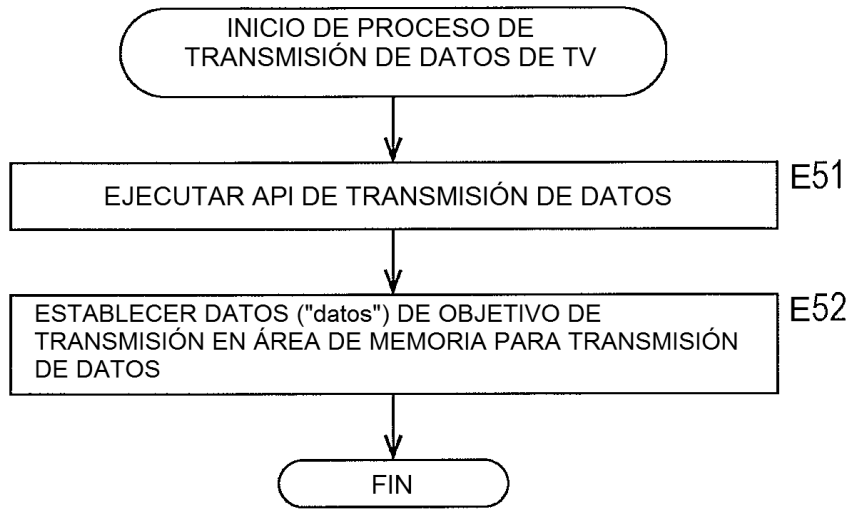 INICIO DE PROCESO DE
TRANSMISIÓN DE DATOS DE TV
EJECUTAR API DE TRANSMISIÓN DE DATOS
E51
ESTABLECER DATOS ("datos") DE OBJETIVO DE
TRANSMISIÓN EN ÁREA DE MEMORIA PARA TRANSMISIÓN
DE DATOS
E52
FIN